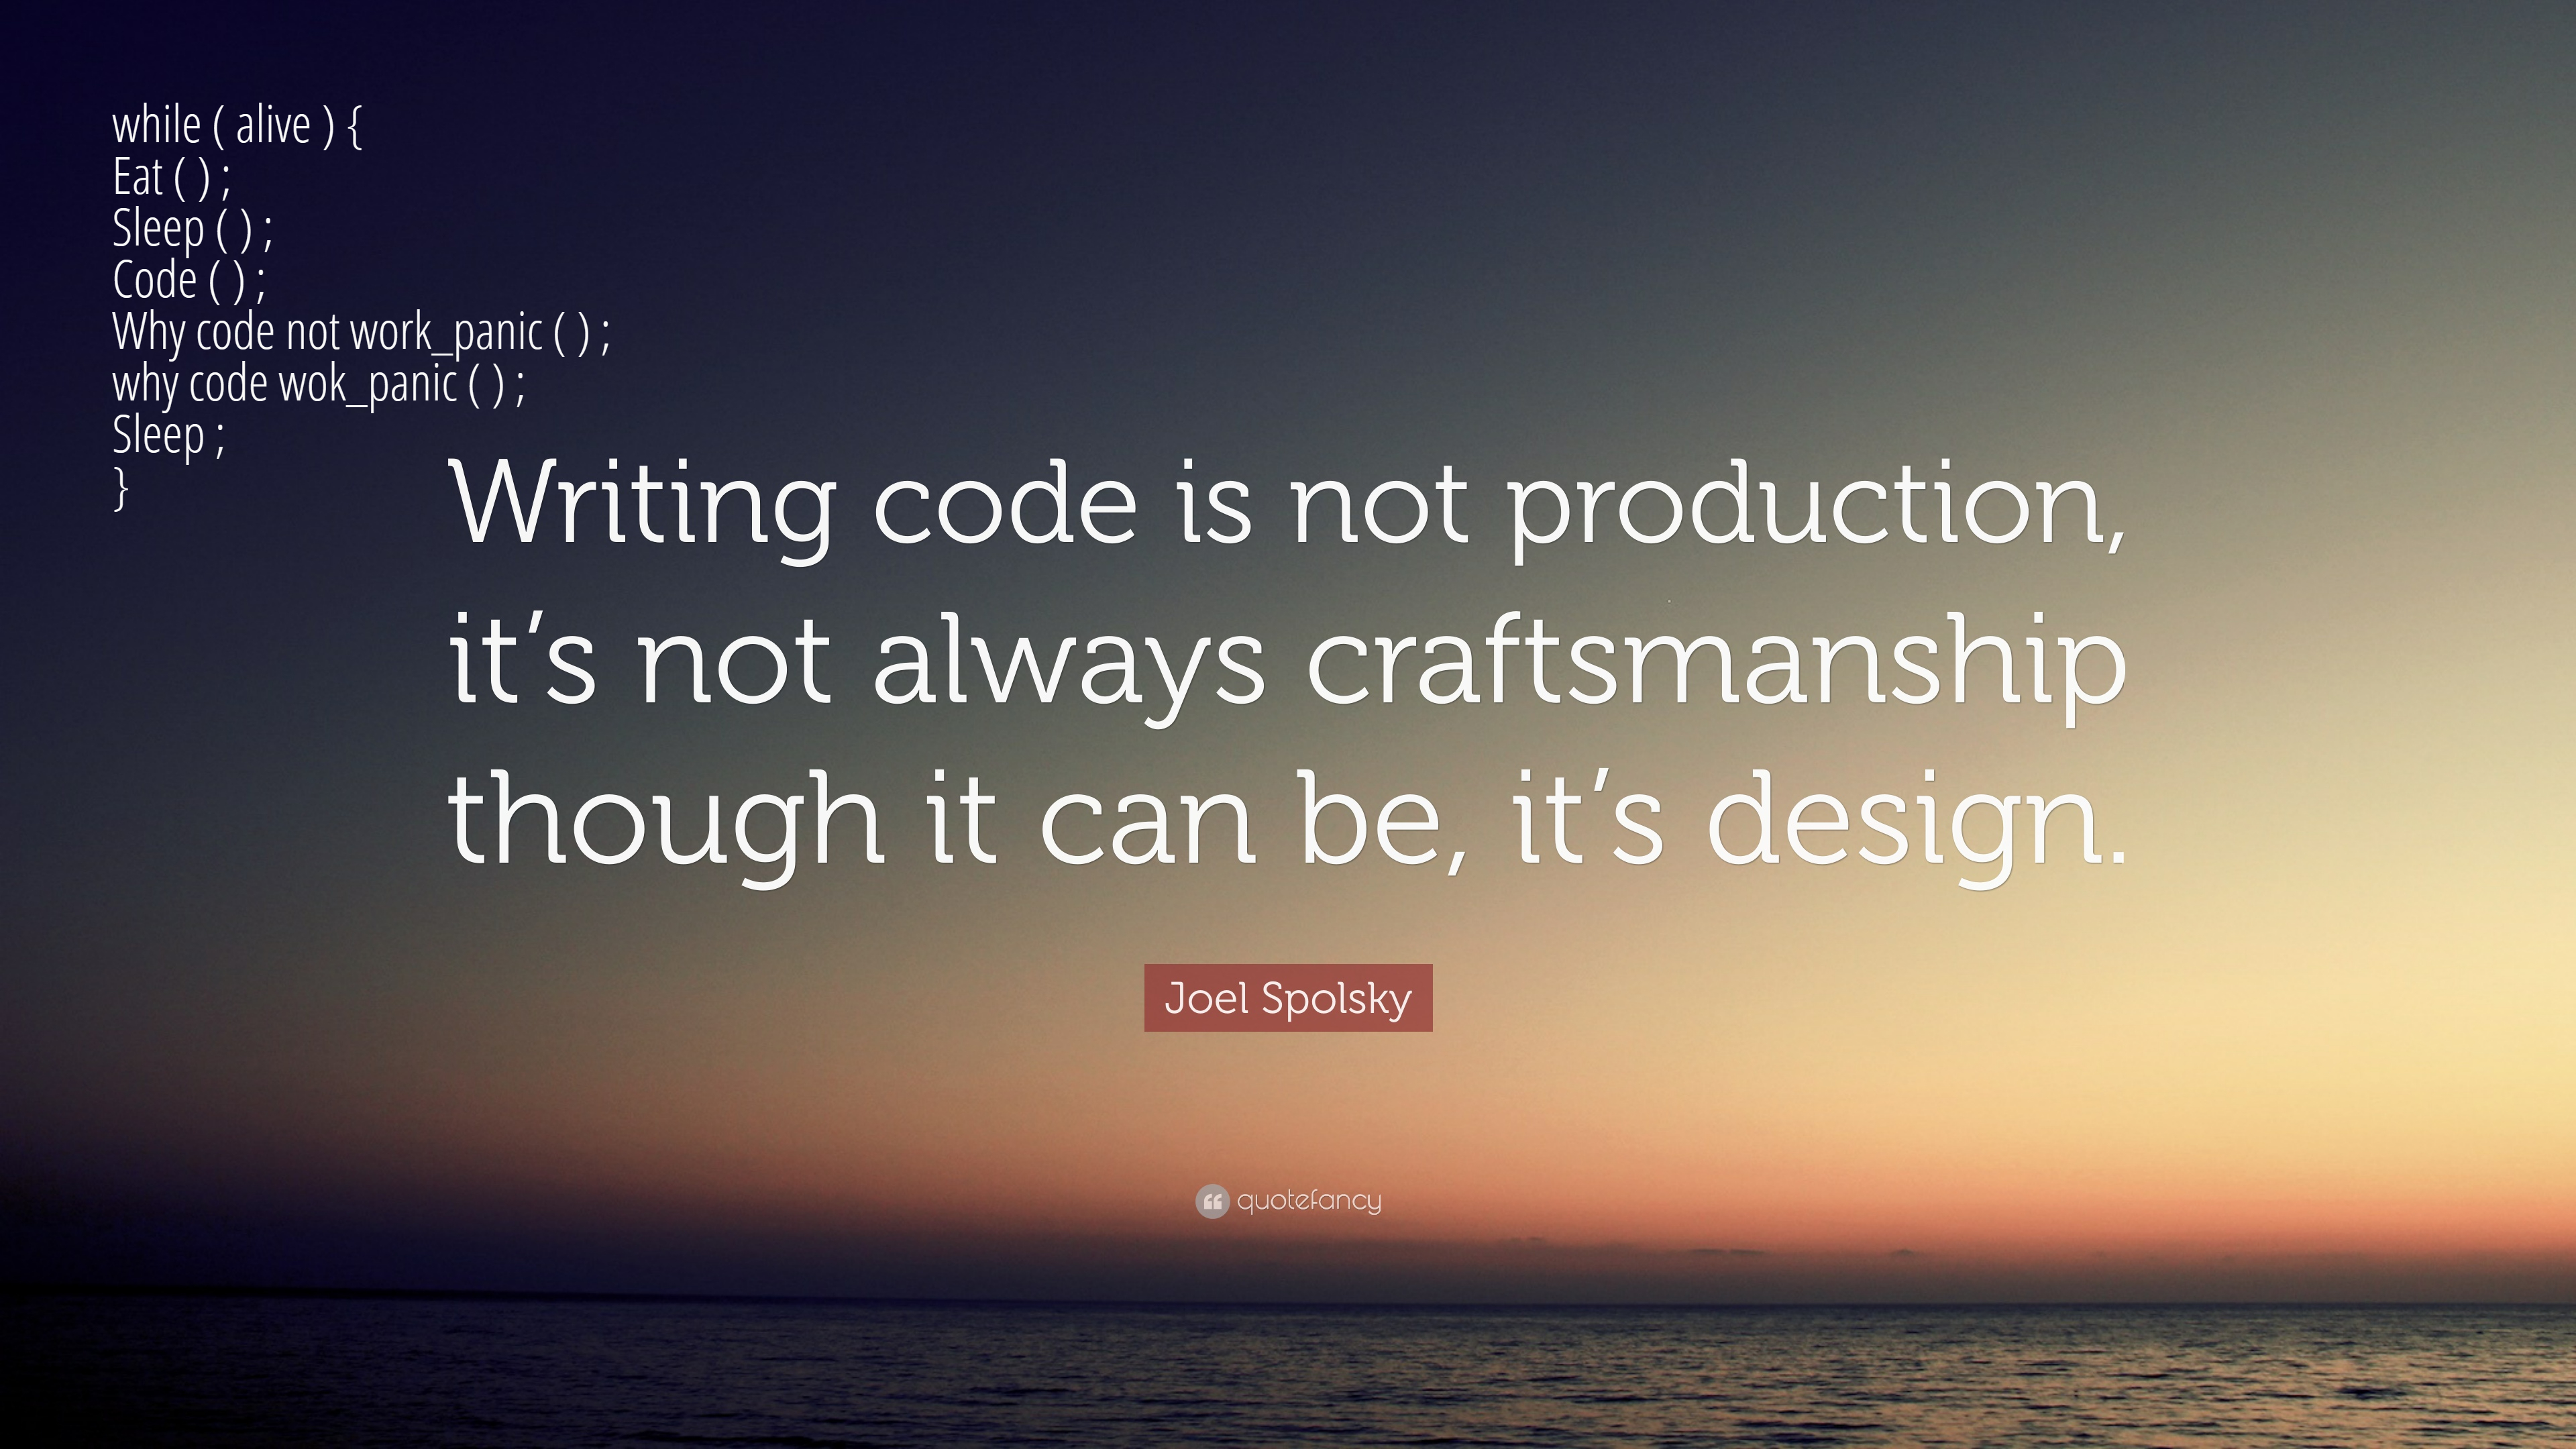 while ( alive ) {
Eat ( ) ;
Sleep ( ) ;
Code ( ) ;
Why code not work_panic ( ) ;
why code wok_panic ( ) ;
Sleep ;
}
Writing code is not production,
it’s not always craftsmanship
though it can be, it’s design.
Joel Spolsky
quotefancy